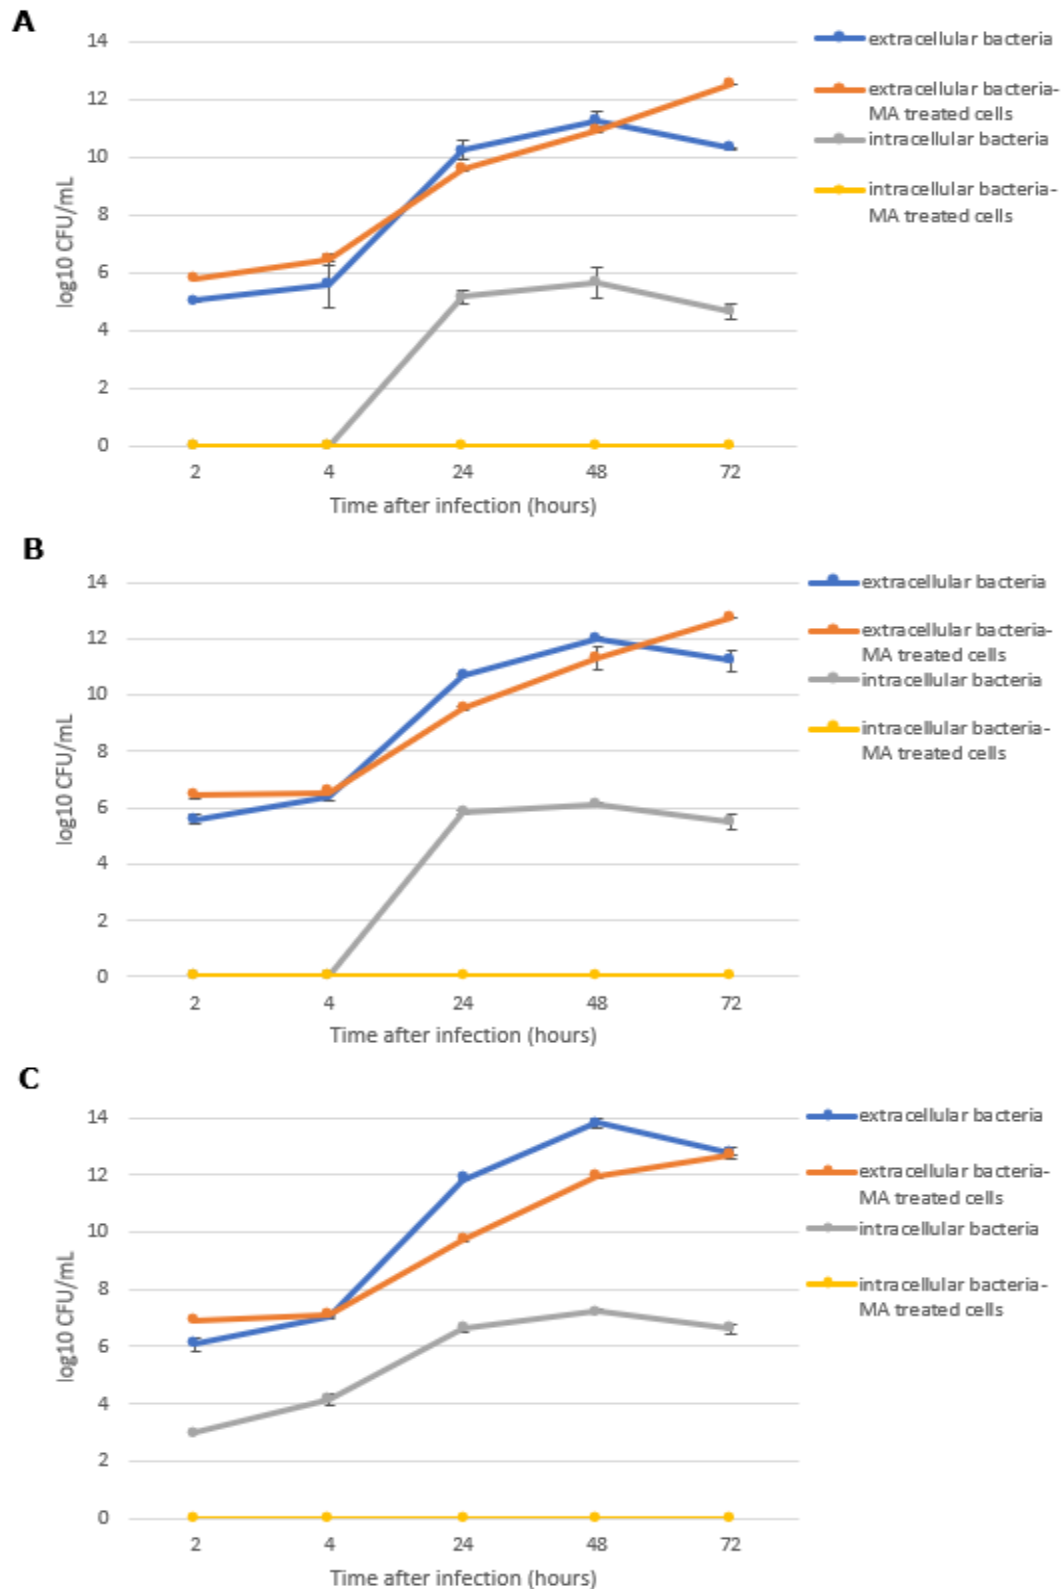 A
14
12
10
8
6
4
2
0
log10 CFU/mL
2 4 24 48 72
Time after infection (hours)
extracellular bacteria
extracellular bacteria-
MA treated cells
intracellular bacteria
intracellular bacteria-
MA treated cells
B
14
12
10
8
6
4
2
0
log10 CFU/mL
2 4 24 48 72
Time after infection (hours)
extracellular bacteria
extracellular bacteria-
MA treated cells
intracellular bacteria
intracellular bacteria-
MA treated cells
C
14
12
10
8
6
4
2
0
log10 CFU/mL
2 4 24 48 72
Time after infection (hours)
extracellular bacteria
extracellular bacteria-
MA treated cells
intracellular bacteria
intracellular bacteria-
MA treated cells